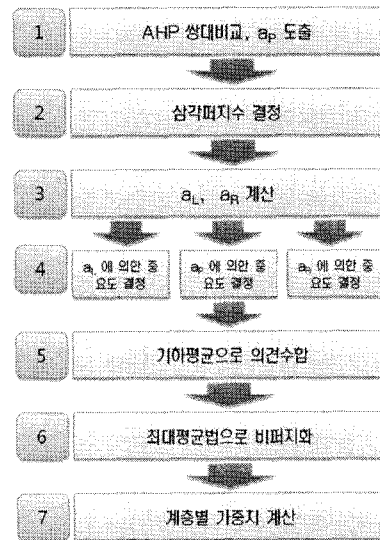 1 AHP 쌍대비교, aP 도출
2 삼각퍼지수 결정
3 aL, aR 계산
4 aL 에 의한 중요도 결정 aP 에 의한 중요도 결정 aR 에 의한 중요도 결정
5 기하평균으로 의견수합
6 최대평균법으로 비퍼지화
7 계층별 가중치 계산